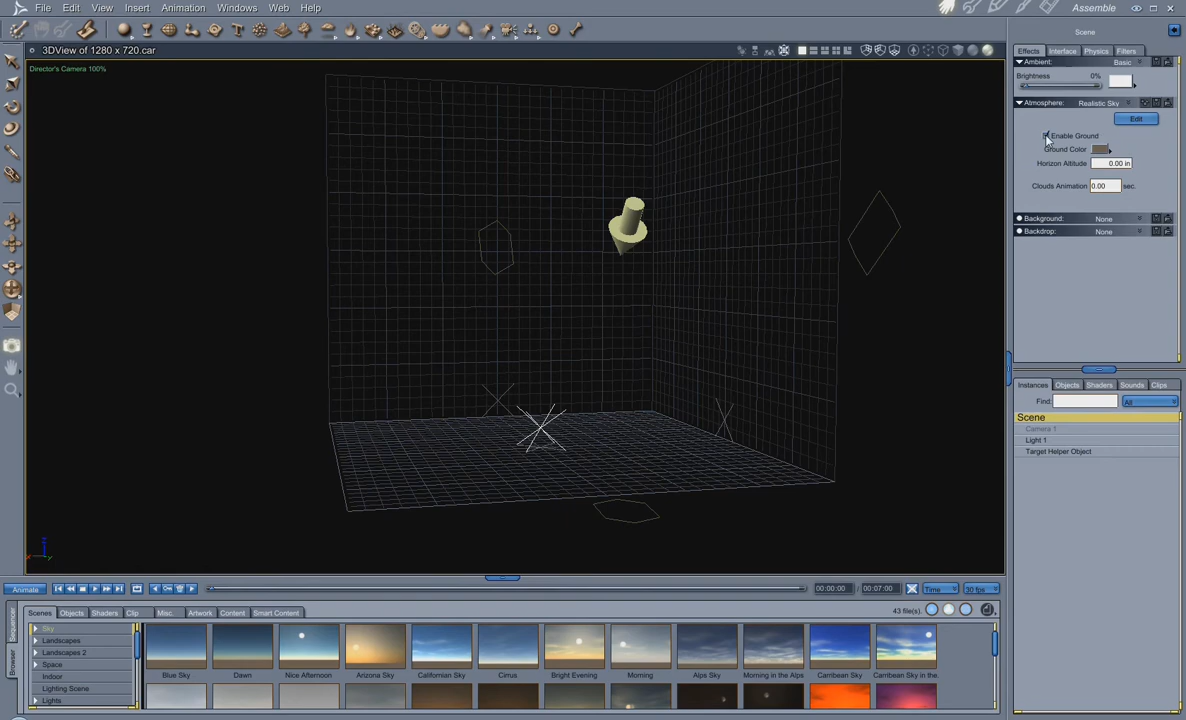 File Edit View Insert Animation Windows Web Help
Assemble
3DView of 1280 x 720.car
Director's Camera 100%
Scene
Effects Interface Physics Filters
Ambient: Basic
Brightness 0%
Atmosphere: Realistic Sky
Edit
Enable Ground
Ground Color
Horizon Altitude 0.00 in
Clouds Animation 0.00 sec.
Background: None
Backdrop: None
Instances Objects Shaders Sounds Clips
Find: All
Scene
Camera 1
Light 1
Target Helper Object
Animate 00:00:00 00:07:00 Time 30 fps
Sequencer
Browser
Scenes Objects Shaders Clip Misc. Artwork Content Smart Content 43 file(s).
Sky
Landscapes
Landscapes 2
Space
Indoor
Lighting Scene
Lights
Blue Sky Dawn Nice Afternoon Arizona Sky Californian Sky Cirrus Bright Evening Morning Alps Sky Morning in the Alps Carribean Sky Carribean Sky in the.